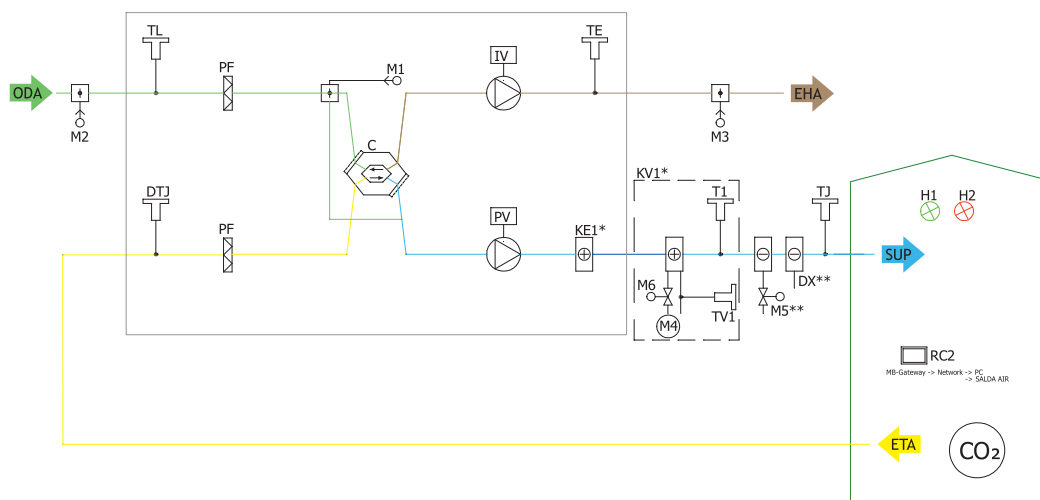 TL
TE
ODA
PF
M1
IV
EHA
M2
M3
C
DTJ
PF
PV
KE1*
KV1*
T1
TJ
H1
H2
SUP
DX**
M6
M5**
M4
TV1
RC2
MB-Gateway -> Network -> PC
-> SALDA AIR
ETA
CO₂